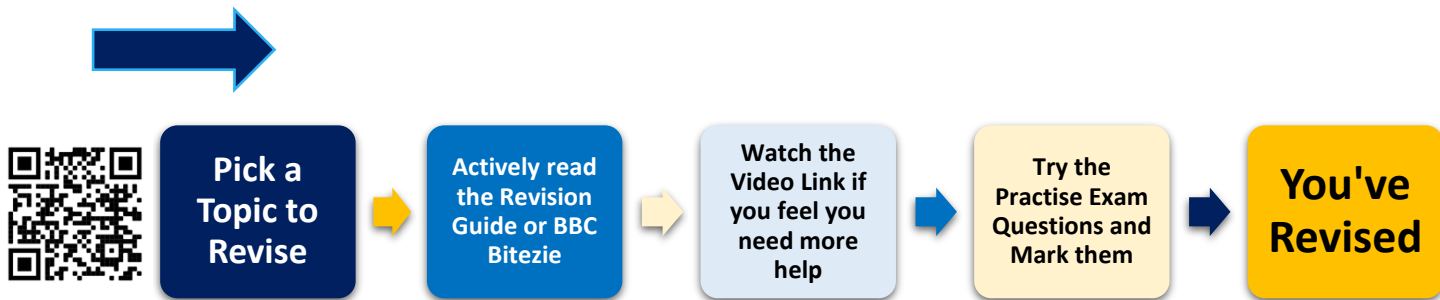 Pick a
Topic to
Revise
Actively read
the Revision
Guide or BBC
Bitezie
Watch the
Video Link if
you feel you
need more
help
Try the
Practise Exam
Questions and
Mark them
You've
Revised